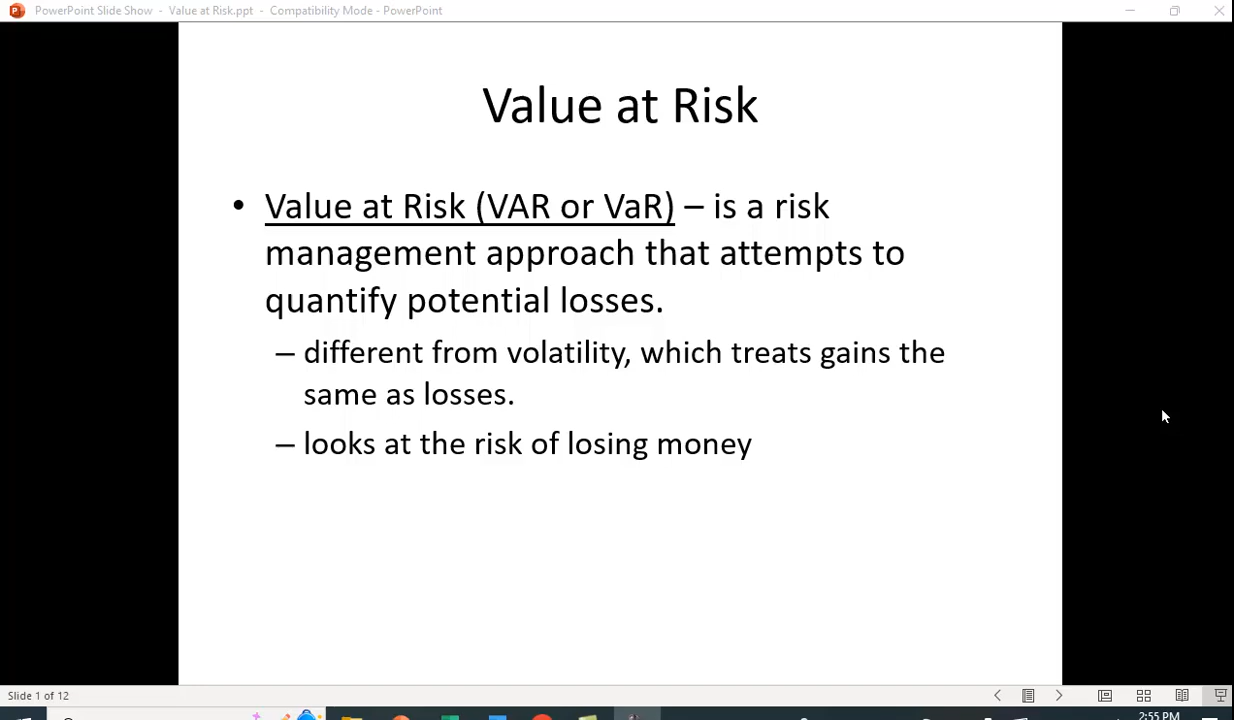 PowerPoint Slide Show - Value at Risk.ppt - Compatibility Mode - PowerPoint
Value at Risk
• Value at Risk (VAR or VaR) – is a risk
management approach that attempts to
quantify potential losses.
– different from volatility, which treats gains the
same as losses.
– looks at the risk of losing money
Slide 1 of 12
2:55 PM